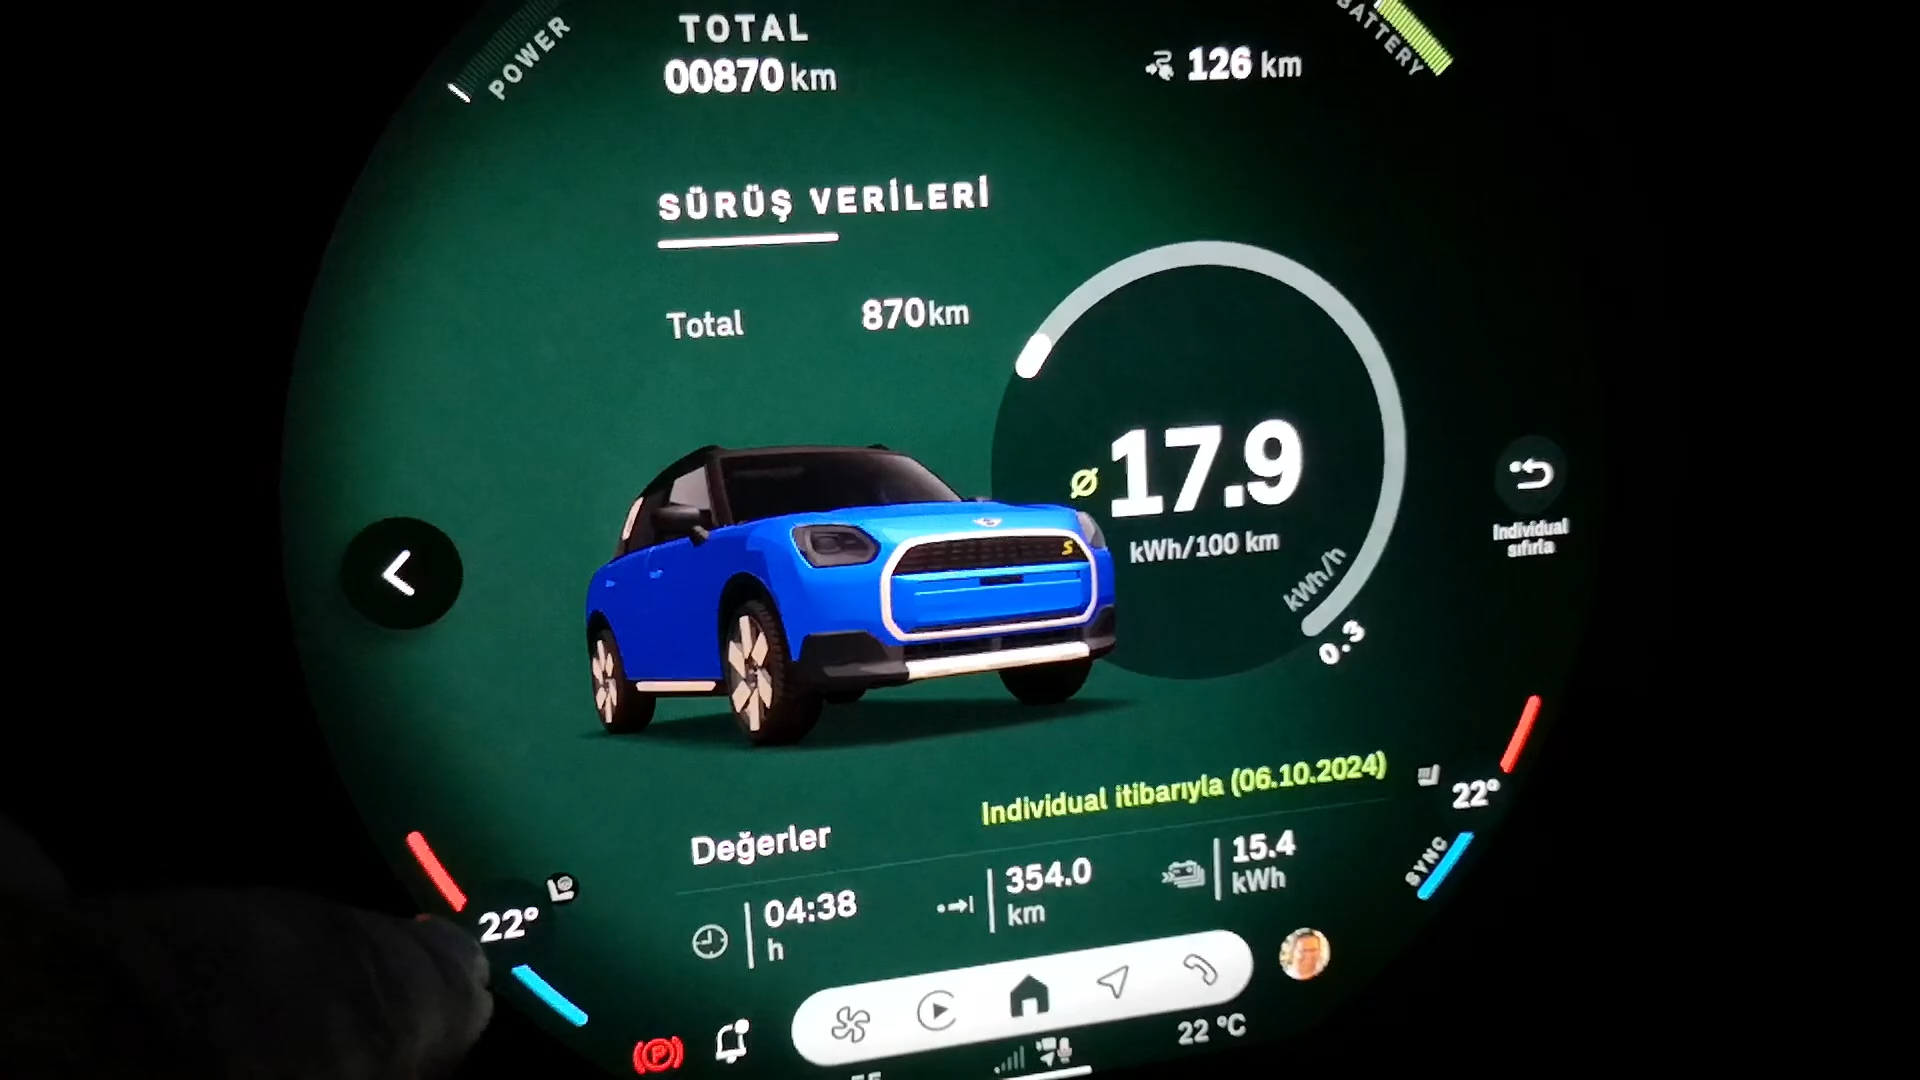 POWER
TOTAL
00870 km
126 km
BATTERY
SÜRÜŞ VERİLERİ
Total 870km
Ø 17.9
kWh/100 km
kWh/h
0.3
Individual
sıfırla
S
Individual itibarıyla (06.10.2024)
Değerler
04:38
h
354.0
km
15.4
kWh
22°
SYNC
22°
P
22 °C